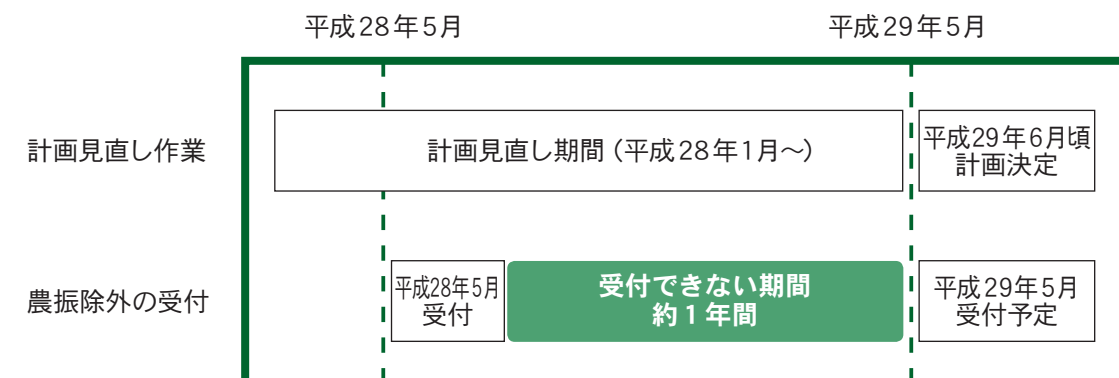 平成28年5月
平成29年5月
計画見直し作業
計画見直し期間（平成28年1月～）
平成29年6月頃
計画決定
農振除外の受付
平成28年5月
受付
受付できない期間
約1年間
平成29年5月
受付予定